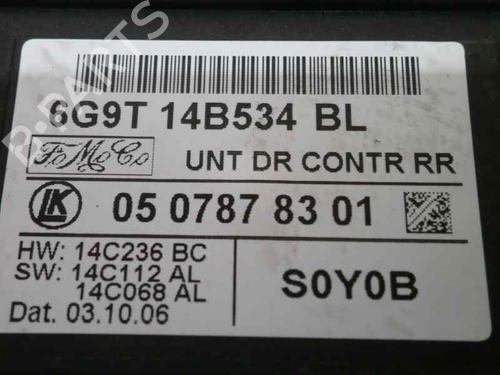 6G9T 14B534 BL
FoMoCo
UNT DR CONTR RR
LK
05 0787 83 01
HW: 14C236 BC
SW: 14C112 AL
14C068 AL
S0Y0B
Dat. 03.10.06
B-PARTS